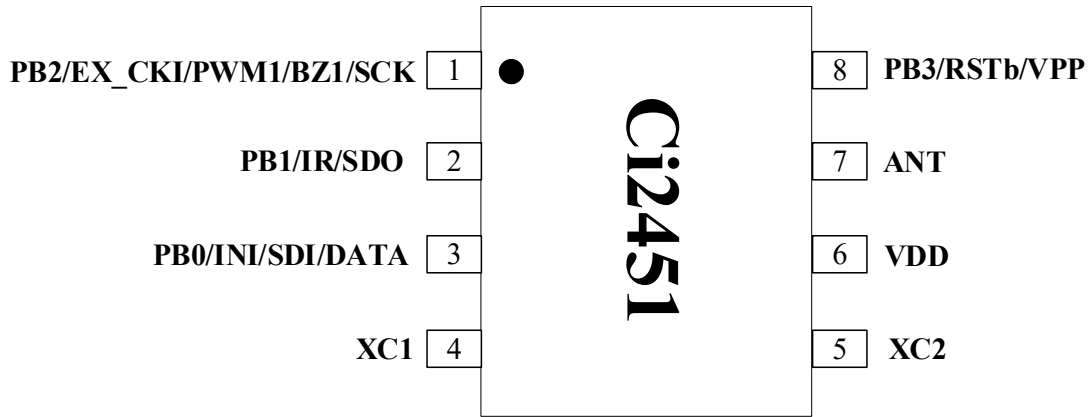 PB2/EX_CKI/PWM1/BZ1/SCK 1 8 PB3/RSTb/VPP
PB1/IR/SDO 2 7 ANT
PB0/INI/SDI/DATA 3 6 VDD
XC1 4 5 XC2
Ci2451